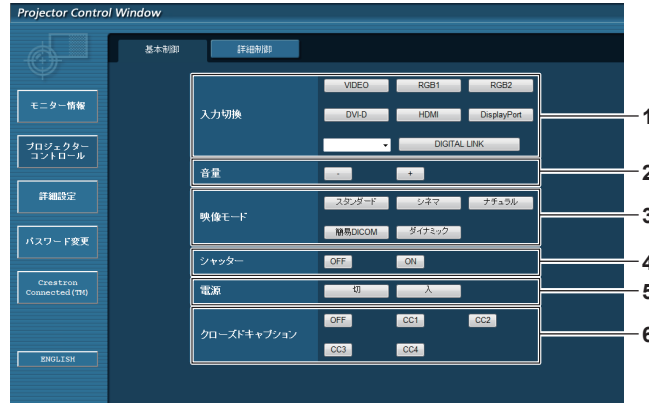 Projector Control Window
基本制御
詳細制御
モニター情報
プロジェクター
コントロール
詳細設定
パスワード変更
Crestron
Connected(TM)
ENGLISH
入力切換
VIDEO RGB1 RGB2
DVI-D HDMI DisplayPort
DIGITAL LINK
1
音量
- +
2
映像モード
スタンダード シネマ ナチュラル
簡易DICOM ダイナミック
3
シャッター
OFF ON
4
電源
切 入
5
クローズドキャプション
OFF CC1 CC2
CC3 CC4
6